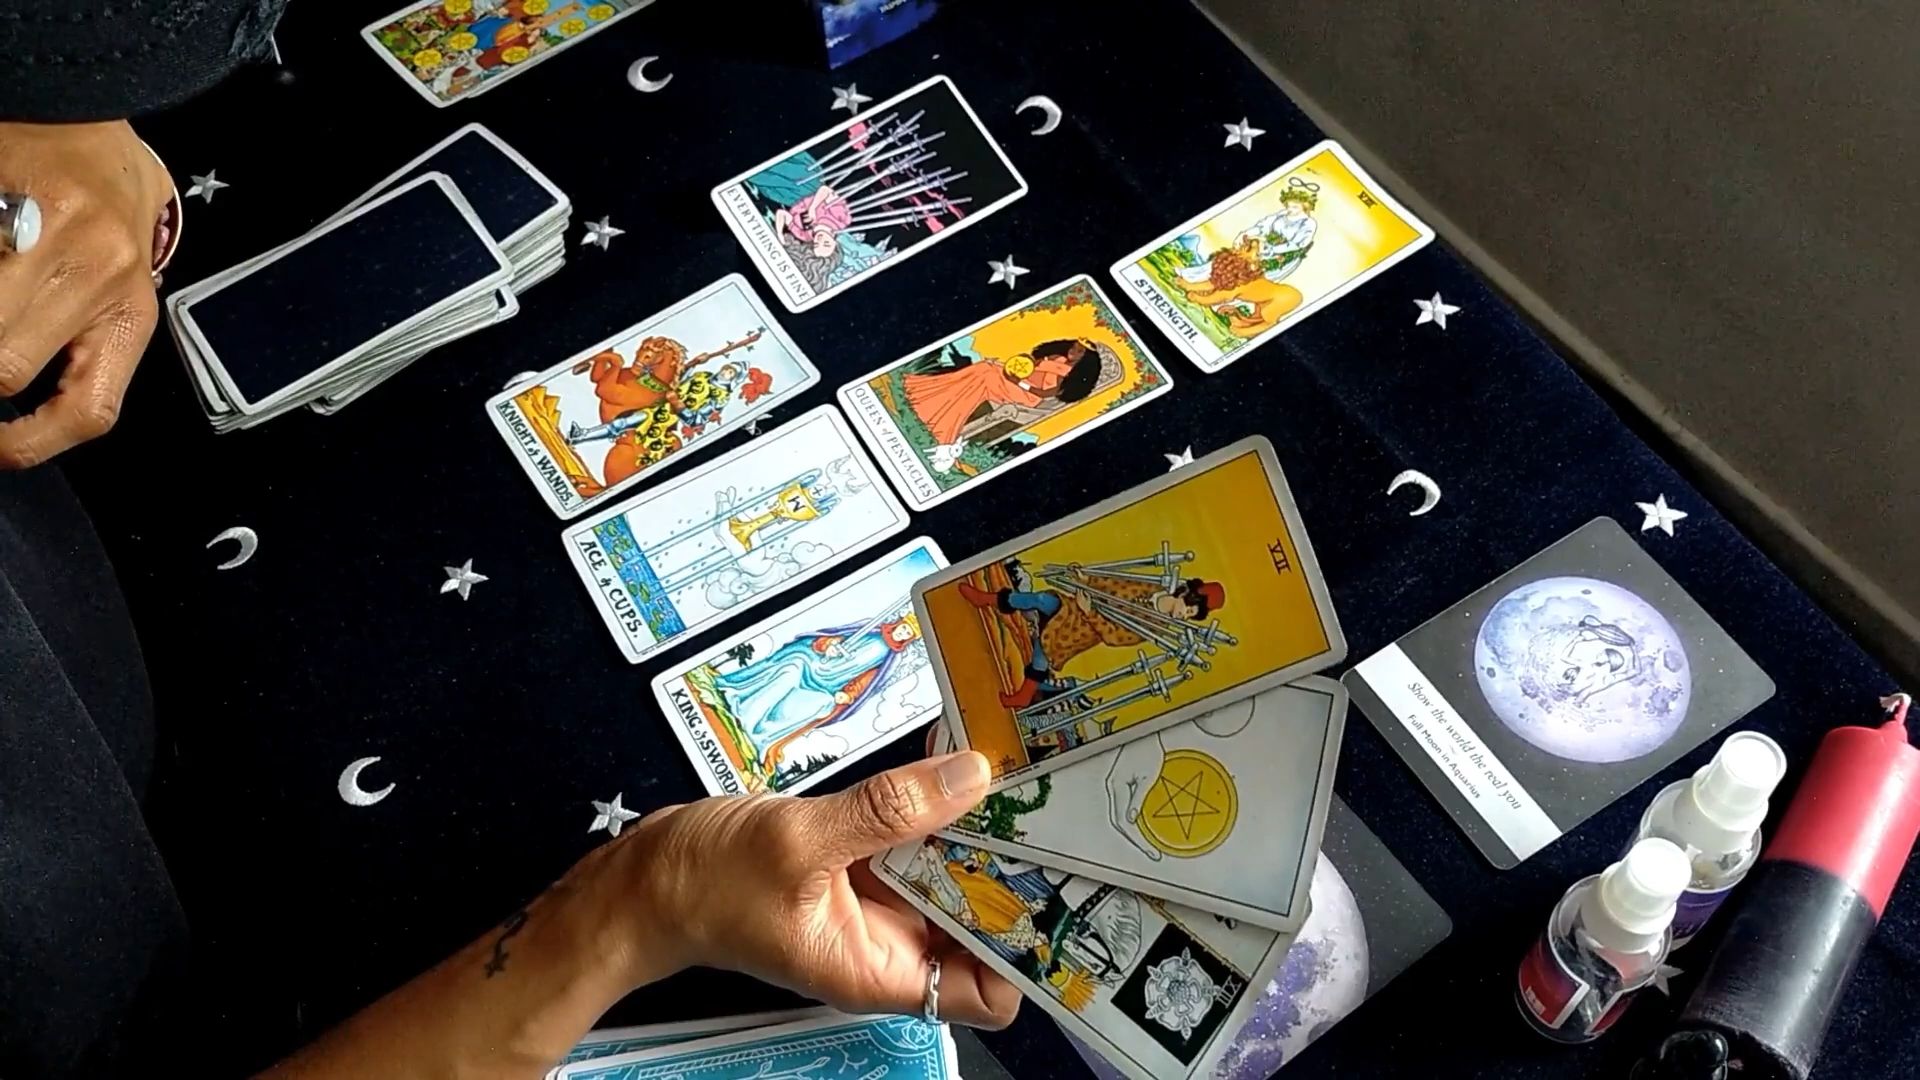 EVERYTHING IS FINE
VIII
STRENGTH.
KNIGHT of WANDS.
QUEEN of PENTACLES
ACE of CUPS.
KING of SWORDS
VII
XIII
Show the world the real you
Full Moon in Aquarius